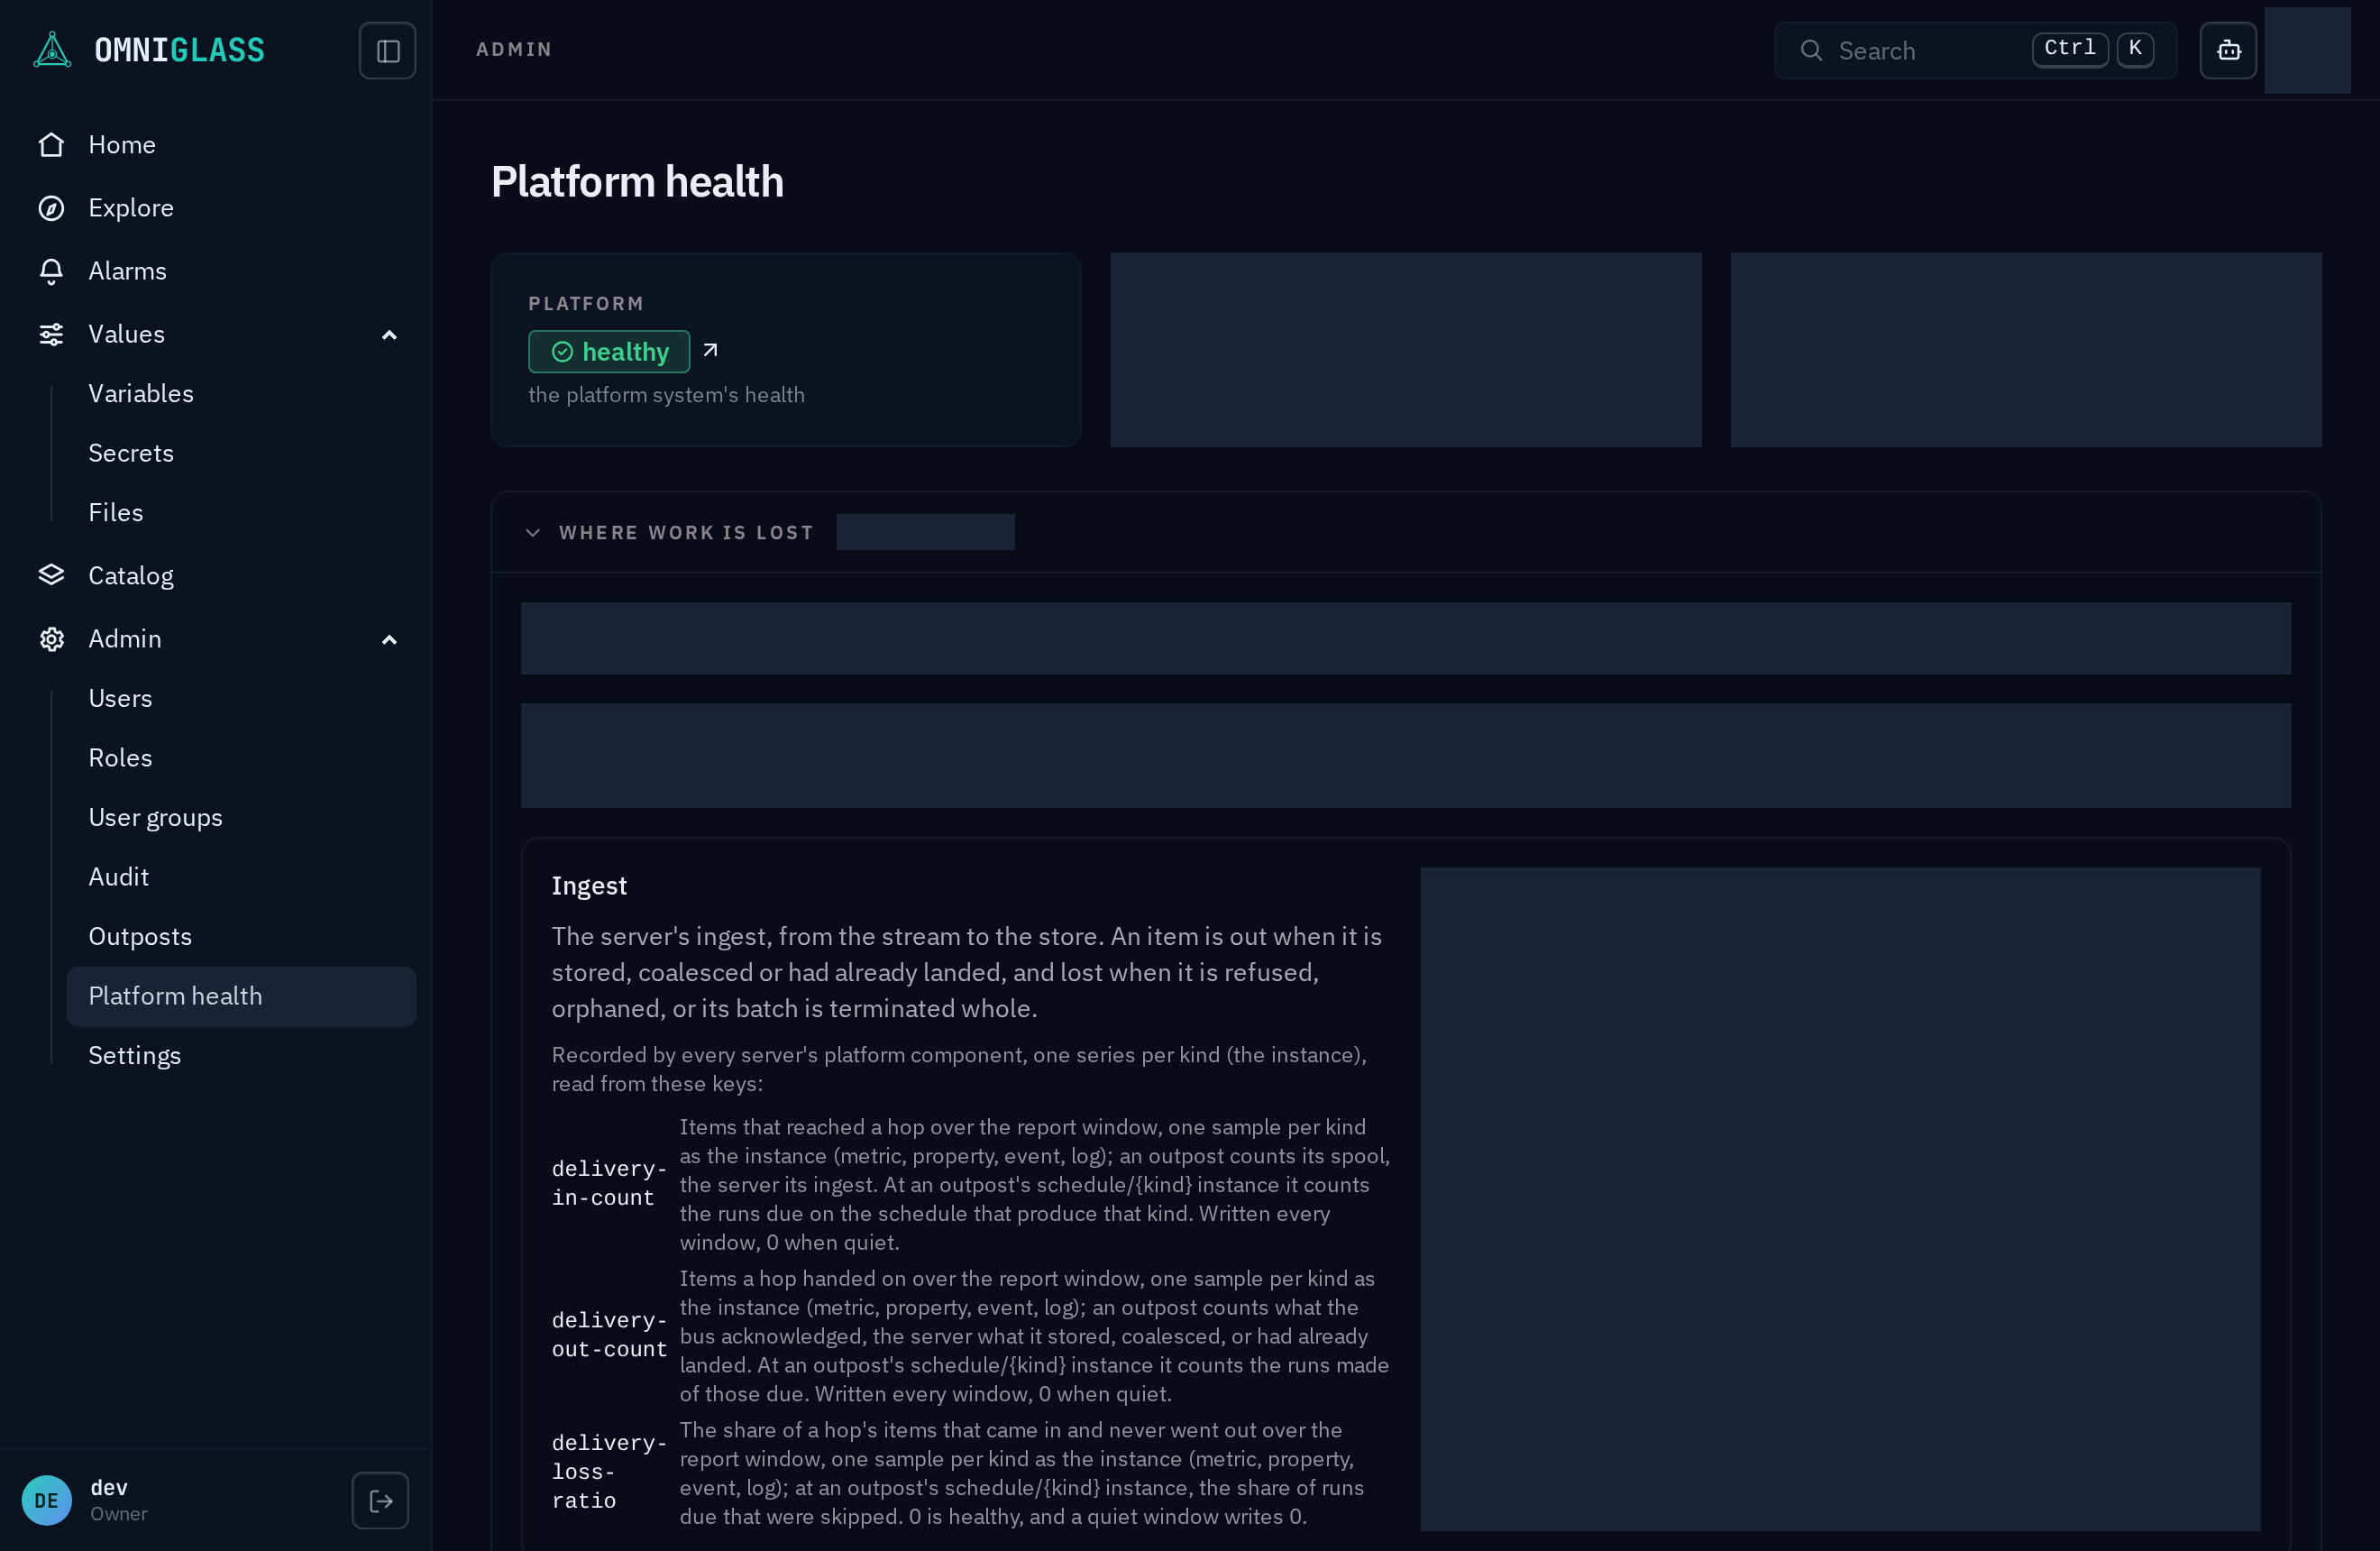 OMNIGLASS
ADMIN
Search
Ctrl K
Home
Explore
Alarms
Values
Variables
Secrets
Files
Catalog
Admin
Users
Roles
User groups
Audit
Outposts
Platform health
Settings
DE
dev
Owner
Platform health
PLATFORM
healthy
the platform system's health
WHERE WORK IS LOST
Ingest
The server's ingest, from the stream to the store. An item is out when it is
stored, coalesced or had already landed, and lost when it is refused,
orphaned, or its batch is terminated whole.
Recorded by every server's platform component, one series per kind (the instance),
read from these keys:
delivery-
in-count
Items that reached a hop over the report window, one sample per kind
as the instance (metric, property, event, log); an outpost counts its spool,
the server its ingest. At an outpost's schedule/{kind} instance it counts
the runs due on the schedule that produce that kind. Written every
window, 0 when quiet.
delivery-
out-count
Items a hop handed on over the report window, one sample per kind as
the instance (metric, property, event, log); an outpost counts what the
bus acknowledged, the server what it stored, coalesced, or had already
landed. At an outpost's schedule/{kind} instance it counts the runs made
of those due. Written every window, 0 when quiet.
delivery-
loss-
ratio
The share of a hop's items that came in and never went out over the
report window, one sample per kind as the instance (metric, property,
event, log); at an outpost's schedule/{kind} instance, the share of runs
due that were skipped. 0 is healthy, and a quiet window writes 0.